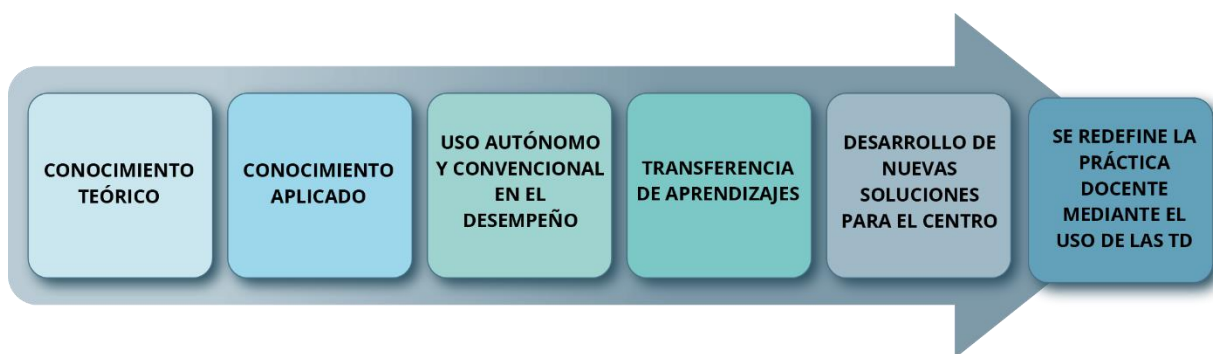 CONOCIMIENTO
TEÓRICO
CONOCIMIENTO
APLICADO
USO AUTÓNOMO
Y CONVENCIONAL
EN EL
DESEMPEÑO
TRANSFERENCIA
DE APRENDIZAJES
DESARROLLO DE
NUEVAS
SOLUCIONES
PARA EL CENTRO
SE REDEFINE LA
PRÁCTICA
DOCENTE
MEDIANTE EL
USO DE LAS TD